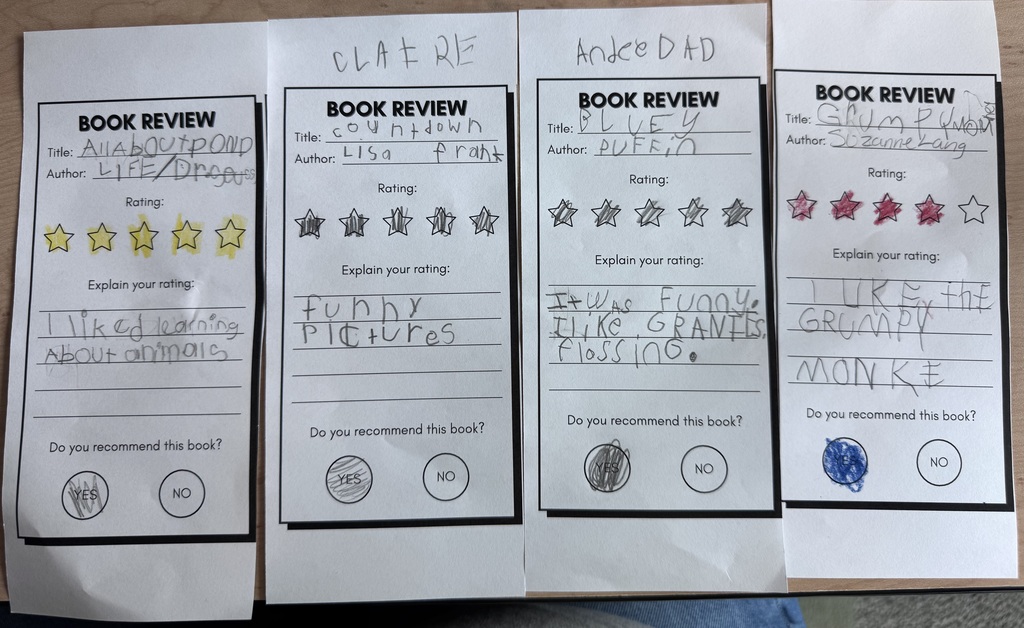 BOOK REVIEW
Title: AllABOUtPOND
Author: LIFE/
Rating:
Explain your rating:
I liked learning
ABOUt animals
Do you recommend this book?
YES NO
CLAIRE
BOOK REVIEW
Title: countdown
Author: LISa frant
Rating:
Explain your rating:
funny
PICtures
Do you recommend this book?
YES NO
AndeeDAD
BOOK REVIEW
Title: BLUEY
Author: PUFFin
Rating:
Explain your rating:
It was Funny.
I like GRANIES
flossing.
Do you recommend this book?
YES NO
BOOK REVIEW
Title: GRUMPY
Author: Suzanne Lang
Rating:
Explain your rating:
I LIKE thE
GRUMPY
MONKE
Do you recommend this book?
YES NO